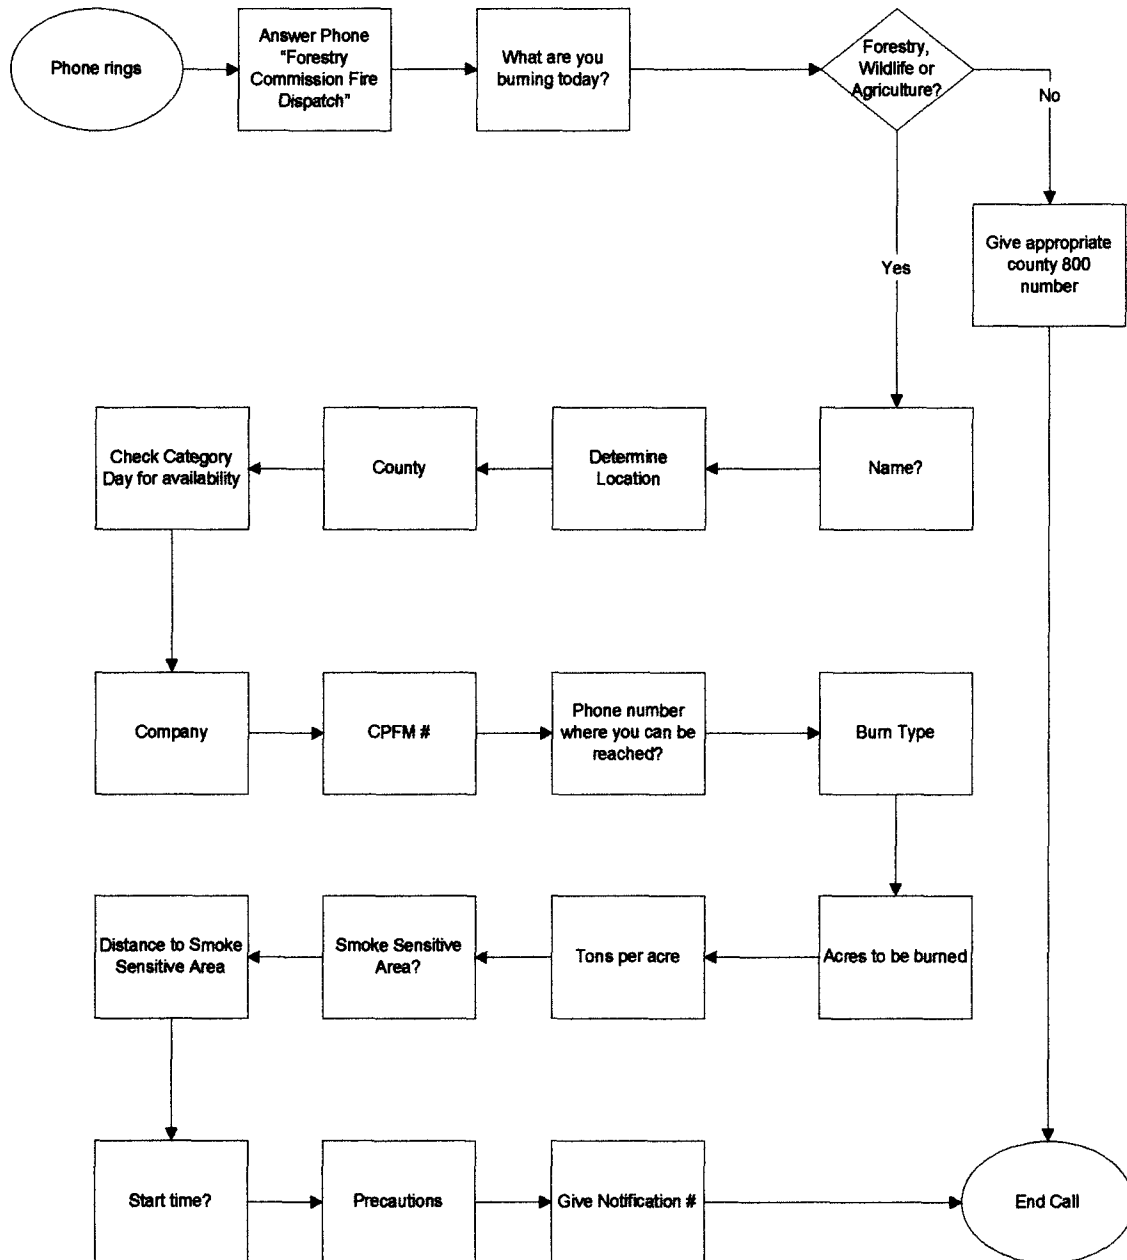 Phone rings
Answer Phone
"Forestry
Commission Fire
Dispatch"
What are you
burning today?
Forestry,
Wildlife or
Agriculture?
No
Give appropriate
county 800
number
Yes
Check Category
Day for availability
County
Determine
Location
Name?
Company
CPFM #
Phone number
where you can be
reached?
Burn Type
Distance to Smoke
Sensitive Area
Smoke Sensitive
Area?
Tons per acre
Acres to be burned
Start time?
Precautions
Give Notification #
End Call